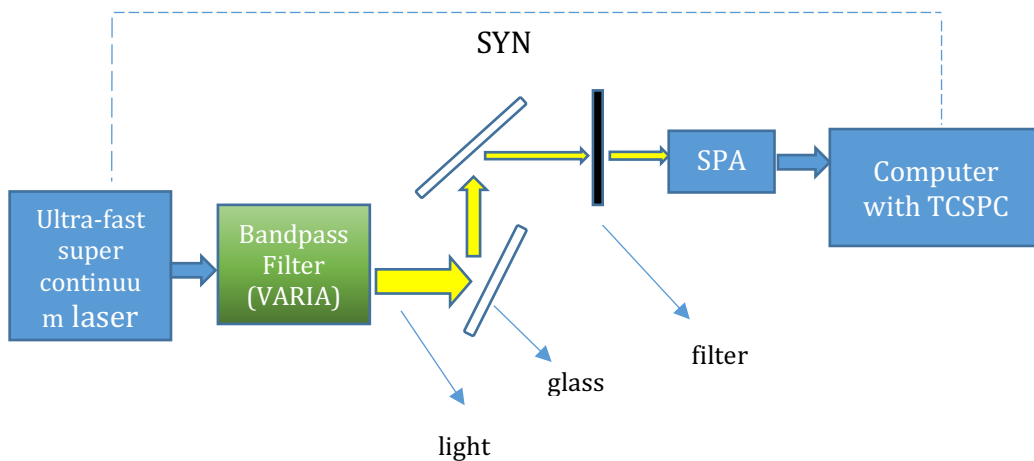 SYN
Ultra-fast
super
continuu
m laser
Bandpass
Filter
(VARIA)
SPA
Computer
with TCSPC
filter
glass
light